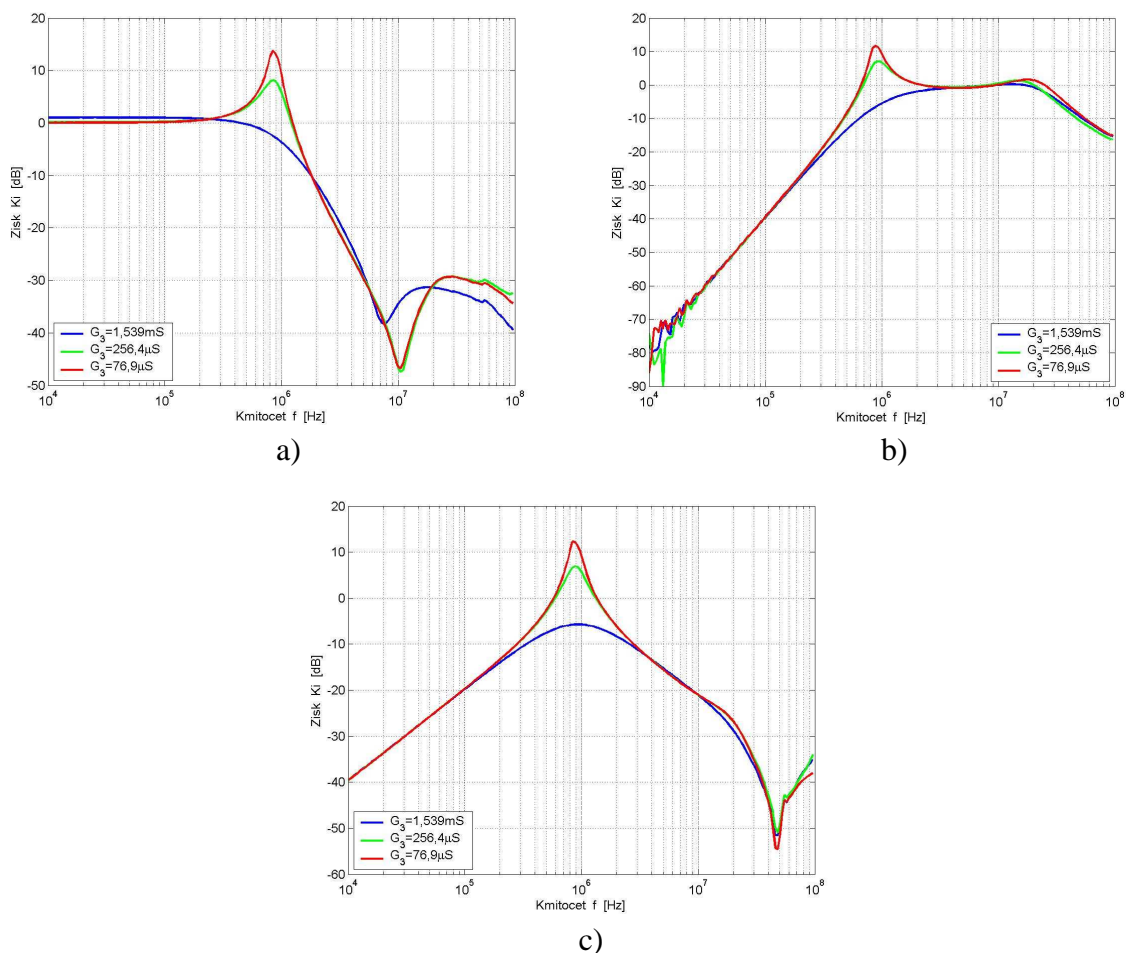 20
10
0
-10
-20
-30
-40
-50
Zisk Ki [dB]
G3=1,539mS
G3=256,4µS
G3=76,9µS
10^4 10^5 10^6 10^7 10^8
Kmitocet f [Hz]
a)
20
10
0
-10
-20
-30
-40
-50
-60
-70
-80
-90
Zisk Ki [dB]
G3=1,539mS
G3=256,4µS
G3=76,9µS
10^4 10^5 10^6 10^7 10^8
Kmitocet f [Hz]
b)
20
10
0
-10
-20
-30
-40
-50
-60
Zisk Ki [dB]
G3=1,539mS
G3=256,4µS
G3=76,9µS
10^4 10^5 10^6 10^7 10^8
Kmitocet f [Hz]
c)